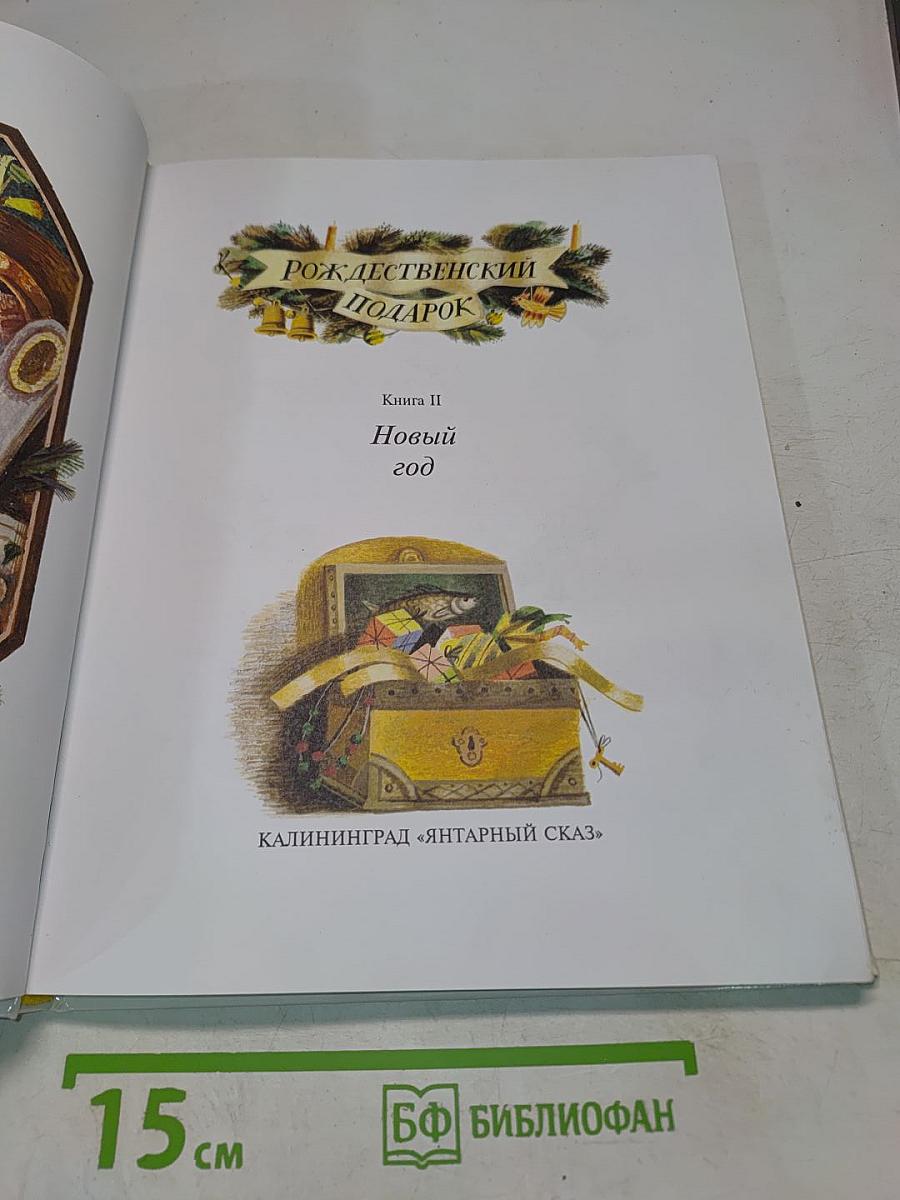 РОЖДЕСТВЕНСКИЙ
ПОДАРОК
Книга II
Новый
год
КАЛИНИНГРАД «ЯНТАРНЫЙ СКАЗ»
15 см
БФ БИБЛИОФАН